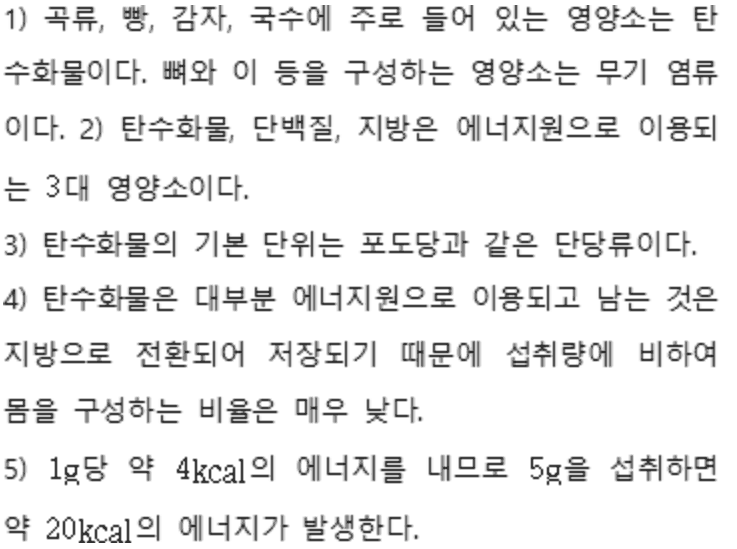 1) 곡류, 빵, 감자, 국수에 주로 들어 있는 영양소는 탄
수화물이다. 뼈와 이 등을 구성하는 영양소는 무기 염류
이다. 2) 탄수화물, 단백질, 지방은 에너지원으로 이용되
는 3대 영양소이다.
3) 탄수화물의 기본 단위는 포도당과 같은 단당류이다.
4) 탄수화물은 대부분 에너지원으로 이용되고 남는 것은
지방으로 전환되어 저장되기 때문에 섭취량에 비하여
몸을 구성하는 비율은 매우 낮다.
5) 1g당 약 4kcal의 에너지를 내므로 5g을 섭취하면
약 20kcal의 에너지가 발생한다.